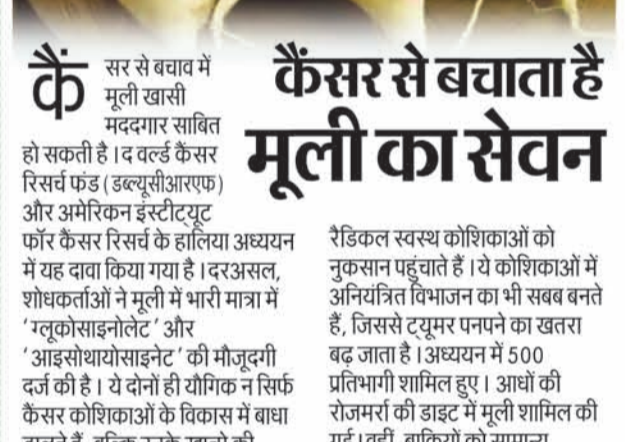 कैंसर से बचाता है
मूली का सेवन
कैंसर से बचाव में
मूली खासी
मददगार साबित
हो सकती है। द वर्ल्ड कैंसर
रिसर्च फंड (डब्ल्यूसीआरएफ)
और अमेरिकन इंस्टीट्यूट
फॉर कैंसर रिसर्च के हालिया अध्ययन
में यह दावा किया गया है। दरअसल,
शोधकर्ताओं ने मूली में भारी मात्रा में
'ग्लूकोसाइनोलेट' और
'आइसोथायोसाइनेट' की मौजूदगी
दर्ज की है। ये दोनों ही यौगिक न सिर्फ
कैंसर कोशिकाओं के विकास में बाधा
रैडिकल स्वस्थ कोशिकाओं को
नुकसान पहुंचाते हैं। ये कोशिकाओं में
अनियंत्रित विभाजन का भी सबब बनते
हैं, जिससे ट्यूमर पनपने का खतरा
बढ़ जाता है। अध्ययन में 500
प्रतिभागी शामिल हुए। आधों की
रोजमर्रा की डाइट में मूली शामिल की